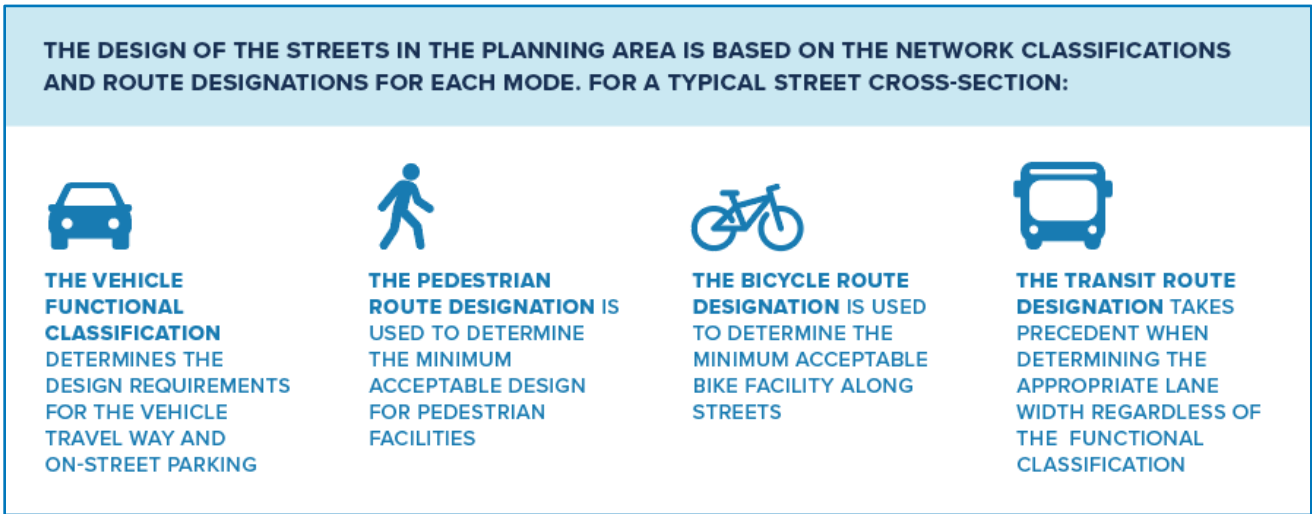 THE DESIGN OF THE STREETS IN THE PLANNING AREA IS BASED ON THE NETWORK CLASSIFICATIONS
AND ROUTE DESIGNATIONS FOR EACH MODE. FOR A TYPICAL STREET CROSS-SECTION:
THE VEHICLE
FUNCTIONAL
CLASSIFICATION
DETERMINES THE
DESIGN REQUIREMENTS
FOR THE VEHICLE
TRAVEL WAY AND
ON-STREET PARKING
THE PEDESTRIAN
ROUTE DESIGNATION IS
USED TO DETERMINE
THE MINIMUM
ACCEPTABLE DESIGN
FOR PEDESTRIAN
FACILITIES
THE BICYCLE ROUTE
DESIGNATION IS USED
TO DETERMINE THE
MINIMUM ACCEPTABLE
BIKE FACILITY ALONG
STREETS
THE TRANSIT ROUTE
DESIGNATION TAKES
PRECEDENT WHEN
DETERMINING THE
APPROPRIATE LANE
WIDTH REGARDLESS OF
THE FUNCTIONAL
CLASSIFICATION